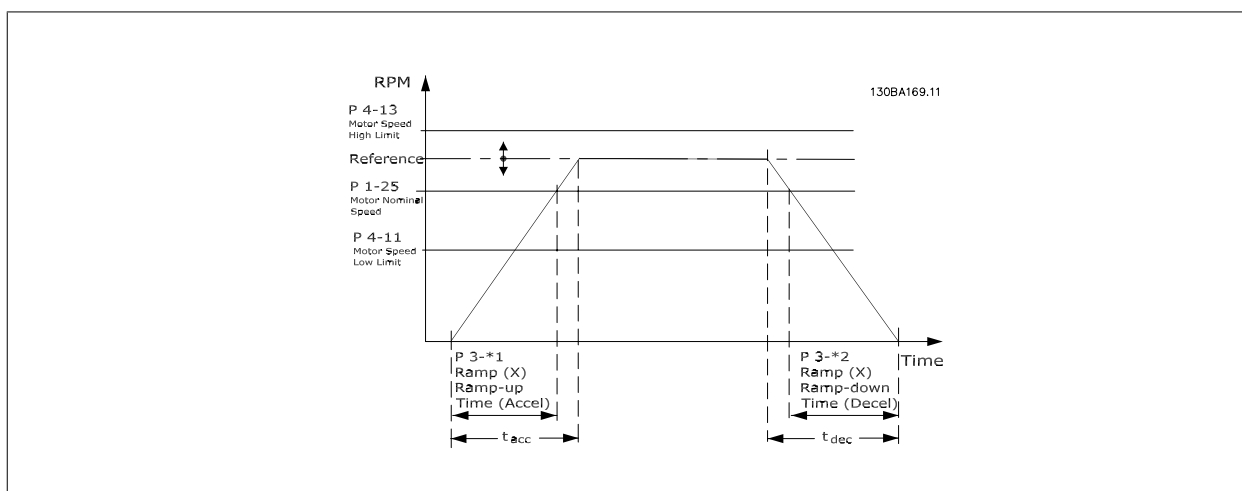 RPM
130BA169.11
P 4-13
Motor Speed
High Limit
Reference
P 1-25
Motor Nominal
Speed
P 4-11
Motor Speed
Low Limit
Time
P 3-*1
Ramp (X)
Ramp-up
Time (Accel)
P 3-*2
Ramp (X)
Ramp-down
Time (Decel)
tacc
tdec